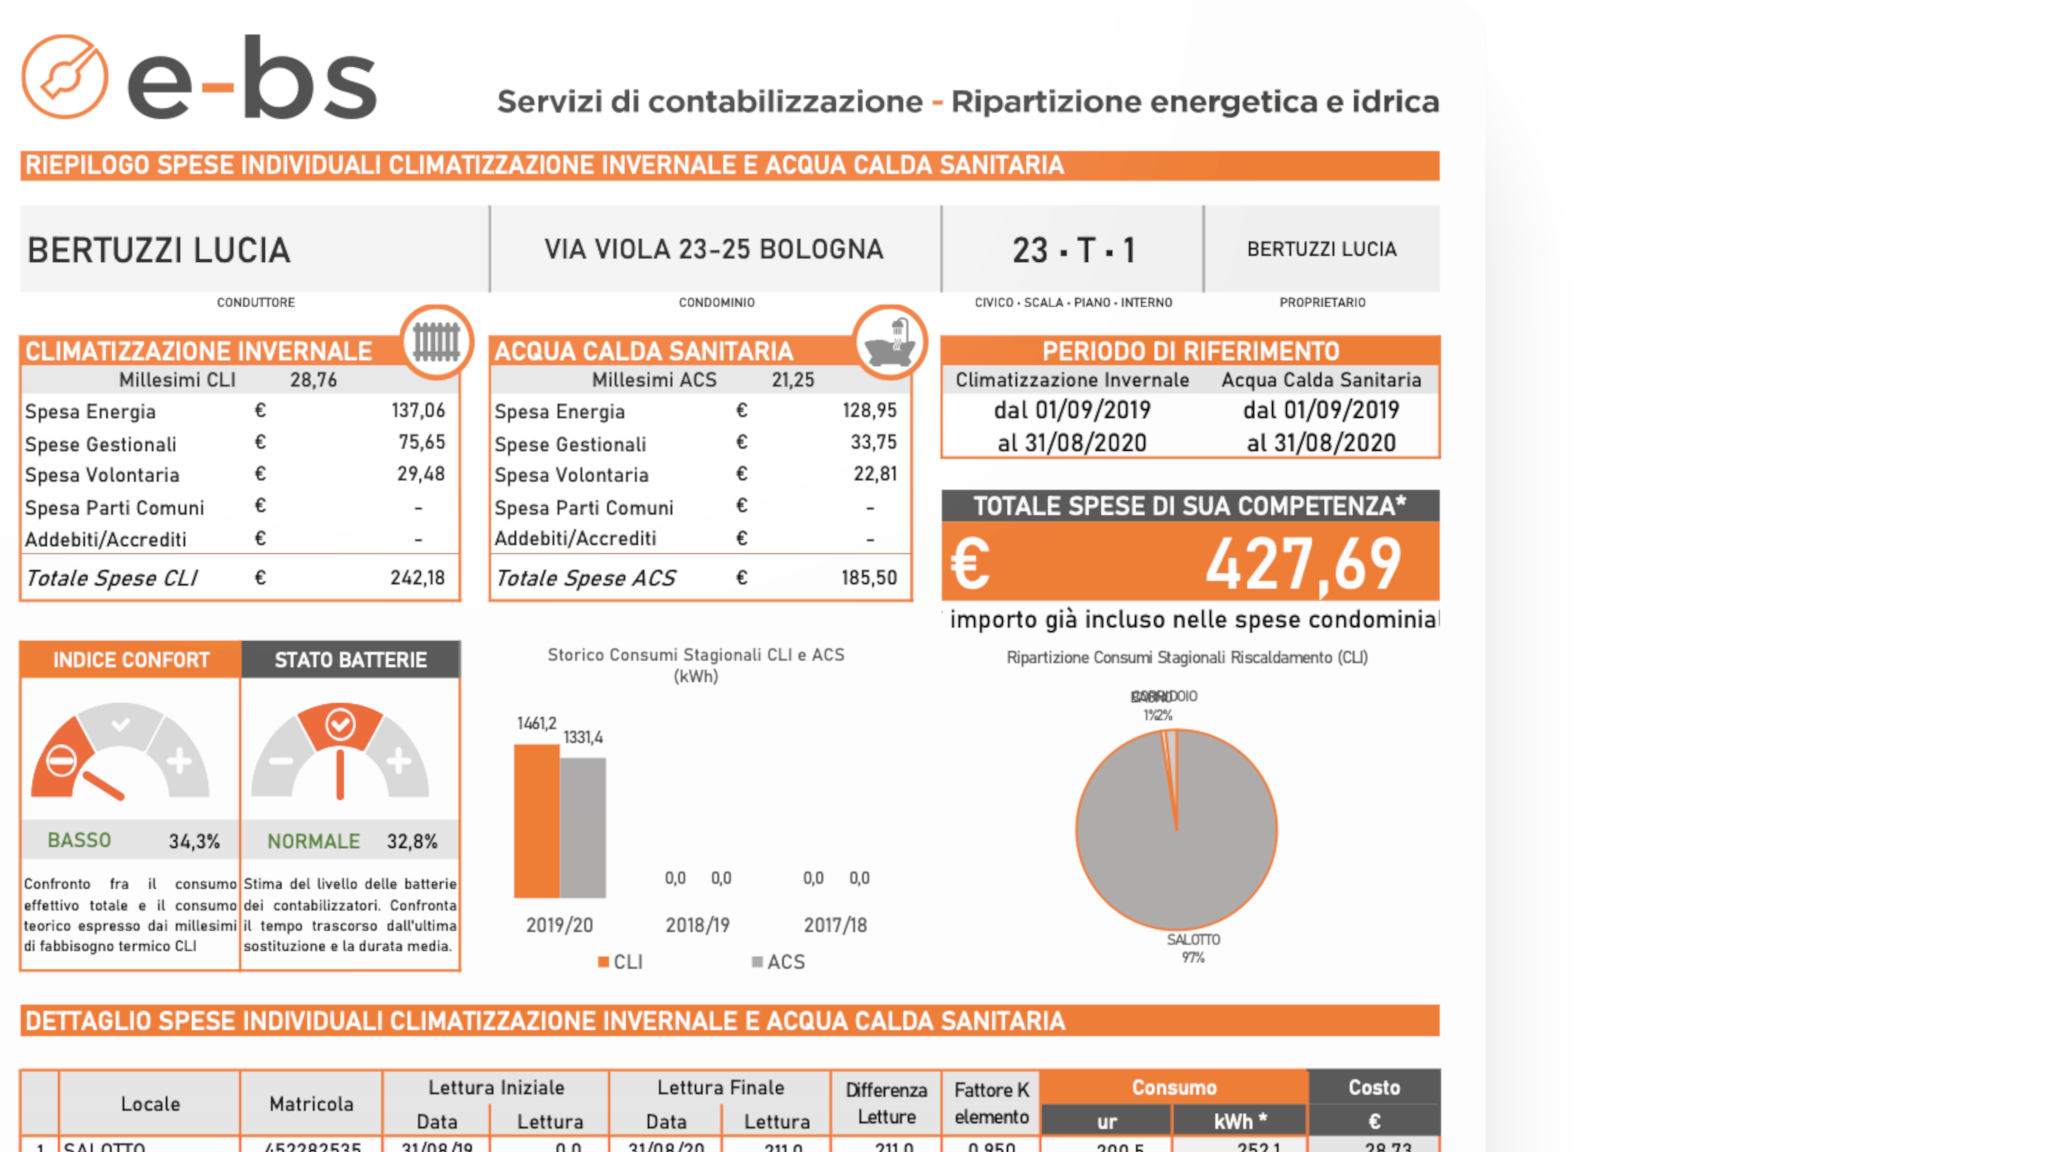 e-bs
Servizi di contabilizzazione - Ripartizione energetica e idrica
RIEPILOGO SPESE INDIVIDUALI CLIMATIZZAZIONE INVERNALE E ACQUA CALDA SANITARIA
BERTUZZI LUCIA
VIA VIOLA 23-25 BOLOGNA
23 · T · 1
BERTUZZI LUCIA
CONDUTTORE
CONDOMINIO
CIVICO · SCALA · PIANO · INTERNO
PROPRIETARIO
CLIMATIZZAZIONE INVERNALE
Millesimi CLI 28,76
Spesa Energia € 137,06
Spese Gestionali € 75,65
Spesa Volontaria € 29,48
Spesa Parti Comuni € -
Addebiti/Accrediti € -
Totale Spese CLI € 242,18
ACQUA CALDA SANITARIA
Millesimi ACS 21,25
Spesa Energia € 128,95
Spese Gestionali € 33,75
Spesa Volontaria € 22,81
Spesa Parti Comuni € -
Addebiti/Accrediti € -
Totale Spese ACS € 185,50
PERIODO DI RIFERIMENTO
Climatizzazione Invernale Acqua Calda Sanitaria
dal 01/09/2019 dal 01/09/2019
al 31/08/2020 al 31/08/2020
TOTALE SPESE DI SUA COMPETENZA*
€ 427,69
importo già incluso nelle spese condominial
INDICE CONFORT
BASSO 34,3%
Confronto fra il consumo
effettivo totale e il consumo
teorico espresso dai millesimi
di fabbisogno termico CLI
STATO BATTERIE
NORMALE 32,8%
Stima del livello delle batterie
dei contabilizzatori. Confronta
il tempo trascorso dall'ultima
sostituzione e la durata media.
Storico Consumi Stagionali CLI e ACS
(kWh)
1461,2
1331,4
0,0 0,0 0,0 0,0
2019/20 2018/19 2017/18
CLI ACS
Ripartizione Consumi Stagionali Riscaldamento (CLI)
CORRIDOIO
1% 2%
SALOTTO
97%
DETTAGLIO SPESE INDIVIDUALI CLIMATIZZAZIONE INVERNALE E ACQUA CALDA SANITARIA
Locale Matricola Lettura Iniziale Lettura Finale Differenza Letture Fattore K elemento Consumo Costo
Data Lettura Data Lettura ur kWh * €
1 SALOTTO 452282535 31/08/19 0,0 31/08/20 211,0 211,0 0,950 200,5 252,1 28,73